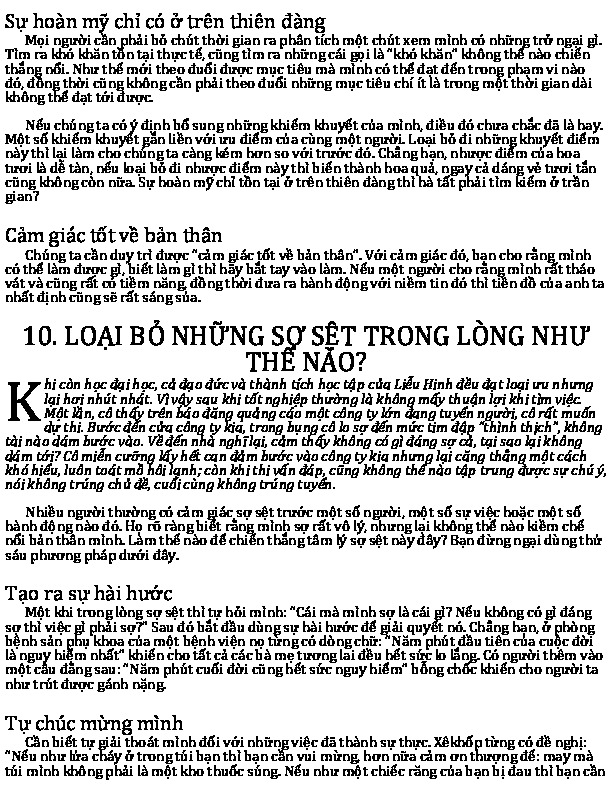 Sự hoàn mỹ chỉ có ở trên thiên đàng
Mọi người cần phải bỏ chút thời gian ra phân tích một chút xem mình có những trở ngại gì.
Tìm ra khó khăn tồn tại thực tế, cũng tìm ra những cái gọi là "khó khăn" không thể nào chiến
thắng nổi. Như thế mới theo đuổi được mục tiêu mà mình có thể đạt đến trong phạm vi nào
đó, đồng thời cũng không cần phải theo đuổi những mục tiêu chí ít là trong một thời gian dài
không thể đạt tới được.
Nếu chúng ta có ý định bổ sung những khiếm khuyết của mình, điều đó chưa chắc đã là hay.
Một số khiếm khuyết gắn liền với ưu điểm của cùng một người. Loại bỏ đi những khuyết điểm
này thì lại làm cho chúng ta càng kém hơn so với trước đó. Chẳng hạn, nhược điểm của hoa
tươi là dễ tàn, nếu loại bỏ đi nhược điểm này thì biến thành hoa quả, ngay cả dáng vẻ tươi tắn
cũng không còn nữa. Sự hoàn mỹ chỉ tồn tại ở trên thiên đàng thì hà tất phải tìm kiếm ở trần
gian?
Cảm giác tốt về bản thân
Chúng ta cần duy trì được "cảm giác tốt về bản thân". Với cảm giác đó, bạn cho rằng mình
có thể làm được gì, biết làm gì thì hãy bắt tay vào làm. Nếu một người cho rằng mình rất tháo
vát và cũng rất có tiềm năng, đồng thời đưa ra hành động với niềm tin đó thì tiền đồ của anh ta
nhất định cũng sẽ rất sáng sủa.
10. LOẠI BỎ NHỮNG SỢ SỆT TRONG LÒNG NHƯ
THẾ NÀO?
Khi còn học đại học, cả đạo đức và thành tích học tập của Liễu Hinh đều đạt loại ưu nhưng
lại hơi nhút nhát. Vì vậy sau khi tốt nghiệp thường là không mấy thuận lợi khi tìm việc.
Một lần, cô thấy trên báo đăng quảng cáo một công ty lớn đang tuyển người, cô rất muốn
dự thi. Bước đến cửa công ty kia, trong bụng cô lo sợ đến mức tim đập "thình thịch", không
tài nào dám bước vào. Về đến nhà nghĩ lại, cảm thấy không có gì đáng sợ cả, tại sao lại không
dám tới? Cô miễn cưỡng lấy hết can đảm bước vào công ty kia nhưng lại căng thẳng một cách
khó hiểu, luôn toát mồ hôi lạnh; còn khi thi vấn đáp, cũng không thể nào tập trung được sự chú ý,
nói không trúng chủ đề, cuối cùng không trúng tuyển.
Nhiều người thường có cảm giác sợ sệt trước một số người, một số sự việc hoặc một số
hành động nào đó. Họ rõ ràng biết rằng mình sợ rất vô lý, nhưng lại không thể nào kiềm chế
nổi bản thân mình. Làm thế nào để chiến thắng tâm lý sợ sệt này đây? Bạn đừng ngại dùng thử
sáu phương pháp dưới đây.
Tạo ra sự hài hước
Một khi trong lòng sợ sệt thì tự hỏi mình: "Cái mà mình sợ là cái gì? Nếu không có gì đáng
sợ thì việc gì phải sợ?" Sau đó bắt đầu dùng sự hài hước để giải quyết nó. Chẳng hạn, ở phòng
bệnh sản phụ khoa của một bệnh viện nọ từng có dòng chữ: "Năm phút đầu tiên của cuộc đời
là nguy hiểm nhất" khiến cho tất cả các bà mẹ tương lai đều hết sức lo lắng. Có người thêm vào
một câu đằng sau: "Năm phút cuối đời cũng hết sức nguy hiểm" bỗng chốc khiến cho người ta
như trút được gánh nặng.
Tự chúc mừng mình
Cần biết tự giải thoát mình đối với những việc đã thành sự thực. Xêkhốp từng có đề nghị:
"Nếu như lửa cháy ở trong túi bạn thì bạn cần vui mừng, hơn nữa cảm ơn thượng đế: may mà
túi mình không phải là một kho thuốc súng. Nếu như một chiếc răng của bạn bị đau thì bạn cần